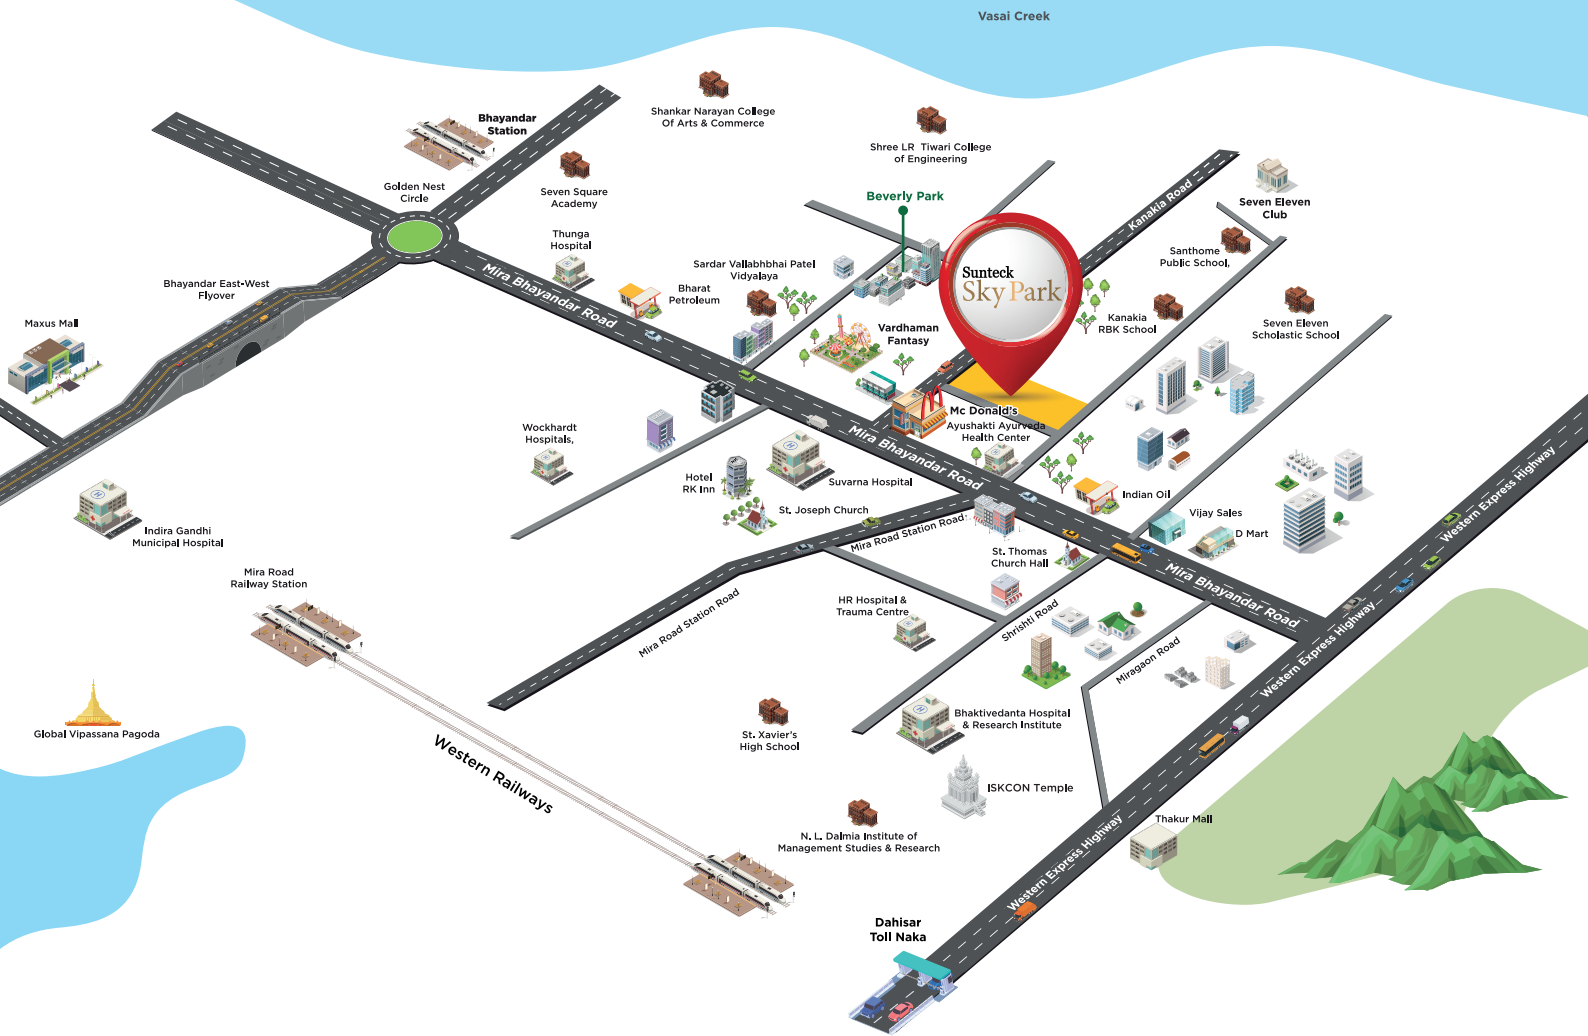 Vasai Creek
Shankar Narayan College
Of Arts & Commerce
Bhayandar
Station
Shree LR Tiwari College
of Engineering
Golden Nest
Circle
Seven Square
Academy
Beverly Park
Kanakia Road
Seven Eleven
Club
Thunga
Hospital
Santhome
Public School,
Sardar Vallabhbhai Patel
Vidyalaya
Sunteck
Sky Park
Bhayandar East-West
Flyover
Mira Bhayandar Road
Bharat
Petroleum
Maxus Mall
Vardhaman
Fantasy
Kanakia
RBK School
Seven Eleven
Scholastic School
Mc Donald's
Ayushakti Ayurveda
Health Center
Wockhardt
Hospitals,
Mira Bhayandar Road
Hotel
RK Inn
Suvarna Hospital
Indian Oil
St. Joseph Church
Vijay Sales
D Mart
Western Express Highway
Indira Gandhi
Municipal Hospital
Mira Road Station Road
St. Thomas
Church Hall
Mira Road
Railway Station
Mira Bhayandar Road
HR Hospital &
Trauma Centre
Mira Road Station Road
Shrishti Road
Miragaon Road
Western Express Highway
Global Vipassana Pagoda
St. Xavier's
High School
Bhaktivedanta Hospital
& Research Institute
Western Railways
ISKCON Temple
Thakur Mall
N. L. Dalmia Institute of
Management Studies & Research
Western Express Highway
Dahisar
Toll Naka